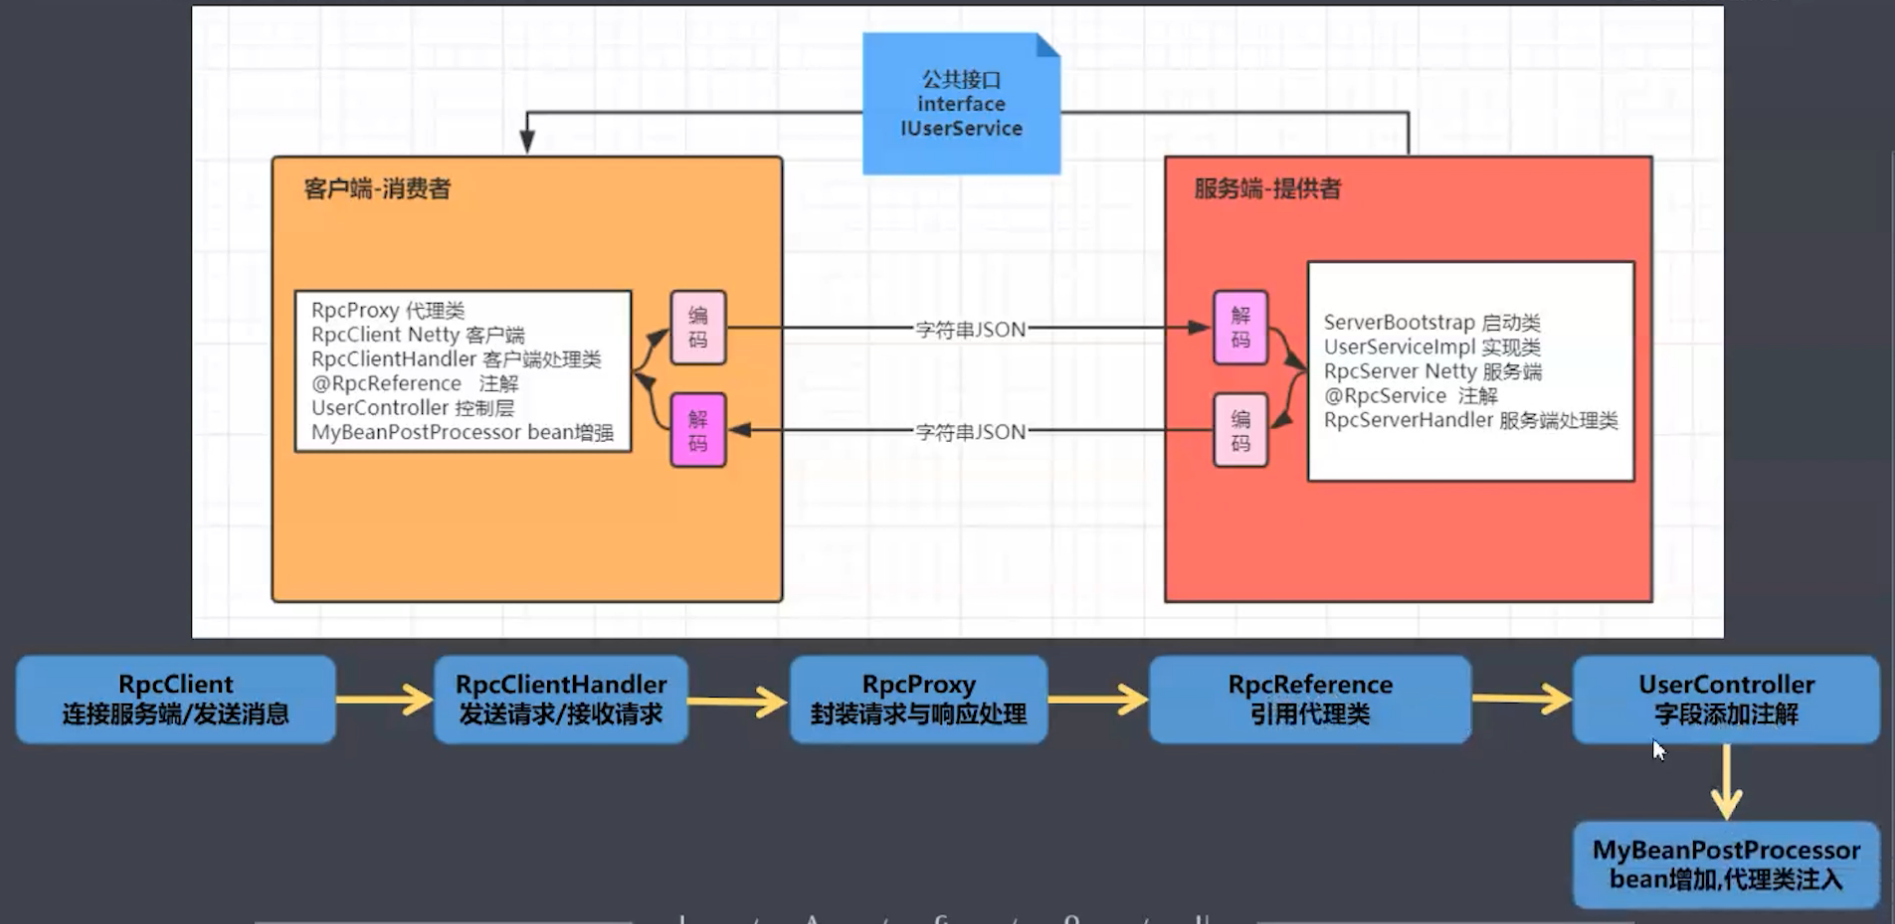 公共接口
interface
IUserService
客户端-消费者
RpcProxy 代理类
RpcClient Netty 客户端
RpcClientHandler 客户端处理类
@RpcReference 注解
UserController 控制层
MyBeanPostProcessor bean增强
编
码
解
码
字符串JSON
字符串JSON
服务端-提供者
解
码
编
码
ServerBootstrap 启动类
UserServiceImpl 实现类
RpcServer Netty 服务端
@RpcService 注解
RpcServerHandler 服务端处理类
RpcClient
连接服务端/发送消息
RpcClientHandler
发送请求/接收请求
RpcProxy
封装请求与响应处理
RpcReference
引用代理类
UserController
字段添加注解
MyBeanPostProcessor
bean增加,代理类注入